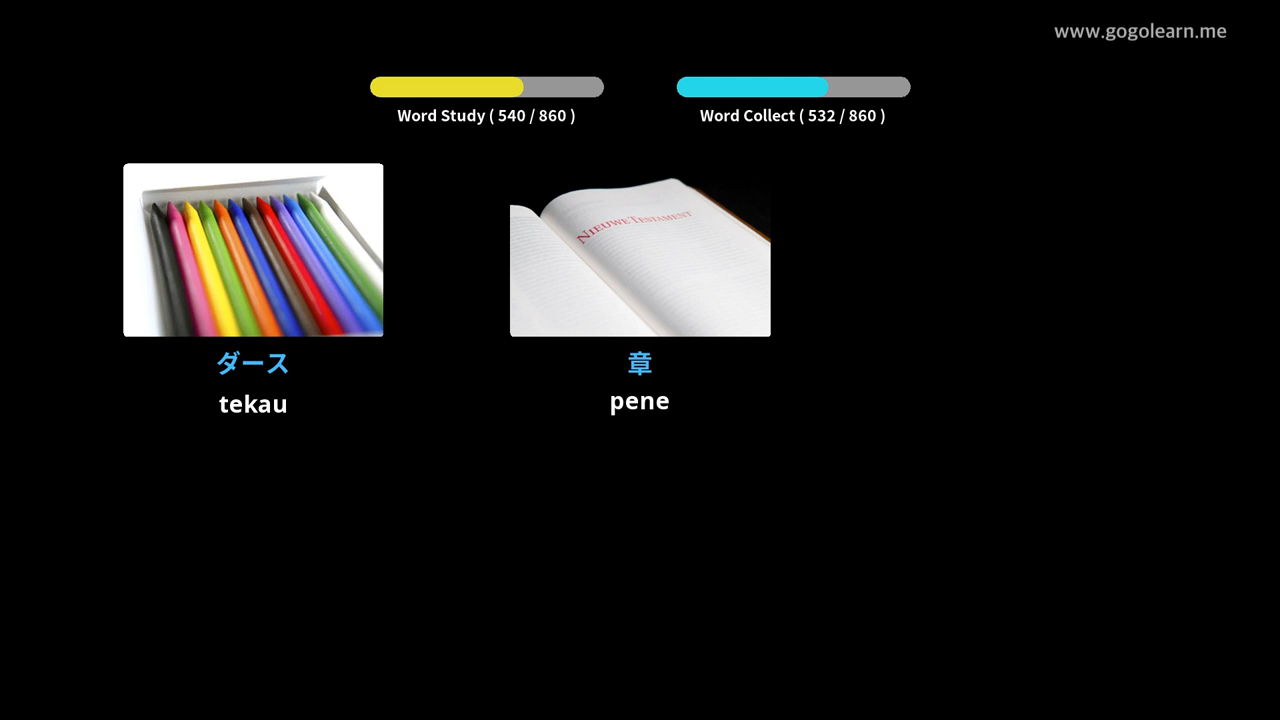 www.gogolearn.me
Word Study ( 540 / 860 )
Word Collect ( 532 / 860 )
NIEUWE TESTAMENT
ダース
章
tekau
pene